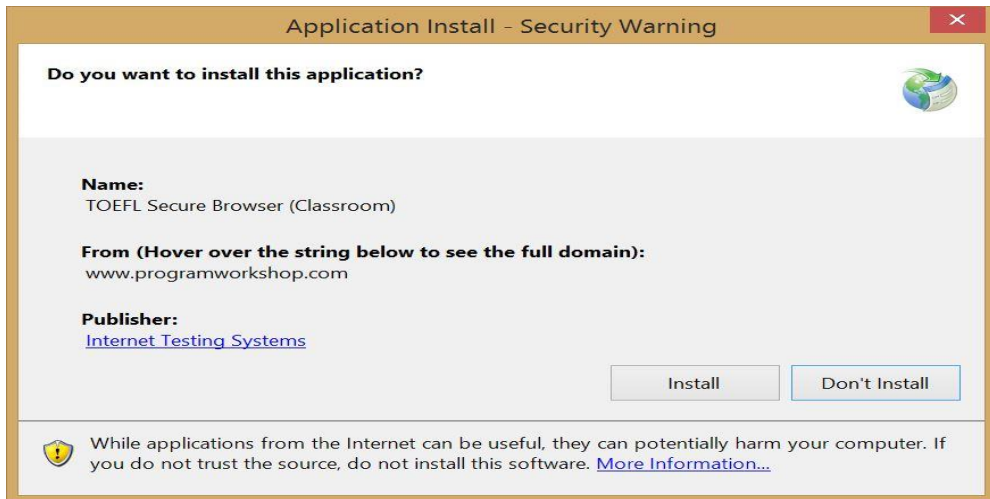 Application Install - Security Warning
Do you want to install this application?
Name:
TOEFL Secure Browser (Classroom)
From (Hover over the string below to see the full domain):
www.programworkshop.com
Publisher:
Internet Testing Systems
Install
Don't Install
While applications from the Internet can be useful, they can potentially harm your computer. If
you do not trust the source, do not install this software. More Information...